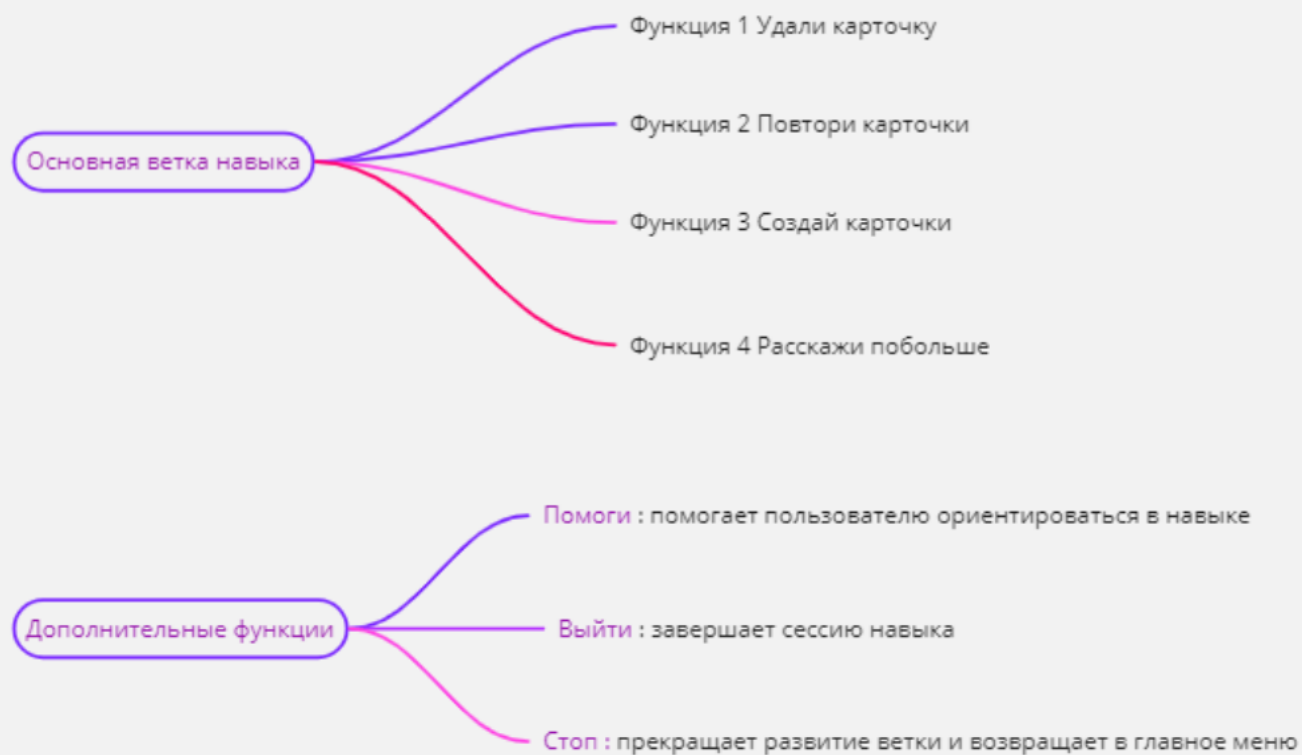 Функция 1 Удали карточку
Функция 2 Повтори карточки
Основная ветка навыка
Функция 3 Создай карточки
Функция 4 Расскажи побольше
Помоги : помогает пользователю ориентироваться в навыке
Дополнительные функции
Выйти : завершает сессию навыка
Стоп : прекращает развитие ветки и возвращает в главное меню